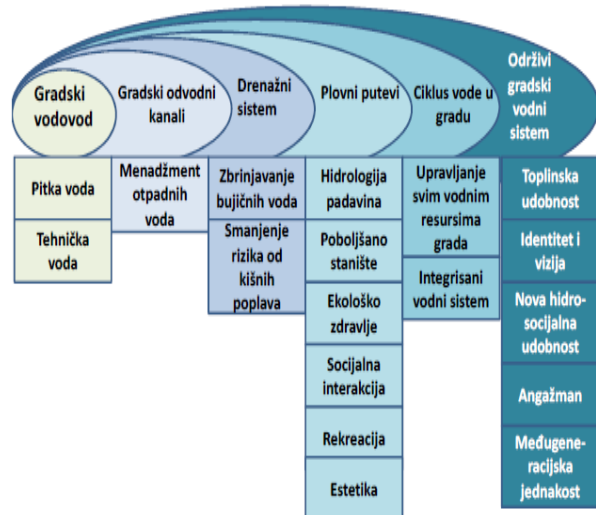 Gradski
vodovod
Gradski odvodni
kanali
Drenažni
sistem
Plovni putevi
Ciklus vode u
gradu
Održivi
gradski
vodni
sistem
Pitka voda
Tehnička
voda
Menadžment
otpadnih
voda
Zbrinjavanje
bujičnih voda
Smanjenje
rizika od
kišnih
poplava
Hidrologija
padavina
Poboljšano
stanište
Ekološko
zdravlje
Socijalna
interakcija
Rekreacija
Estetika
Upravljanje
svim vodnim
resursima
grada
Integrisani
vodni sistem
Toplinska
udobnost
Identitet i
vizija
Nova hidro-
socijalna
udobnost
Angažman
Međugene-
racijska
jednakost